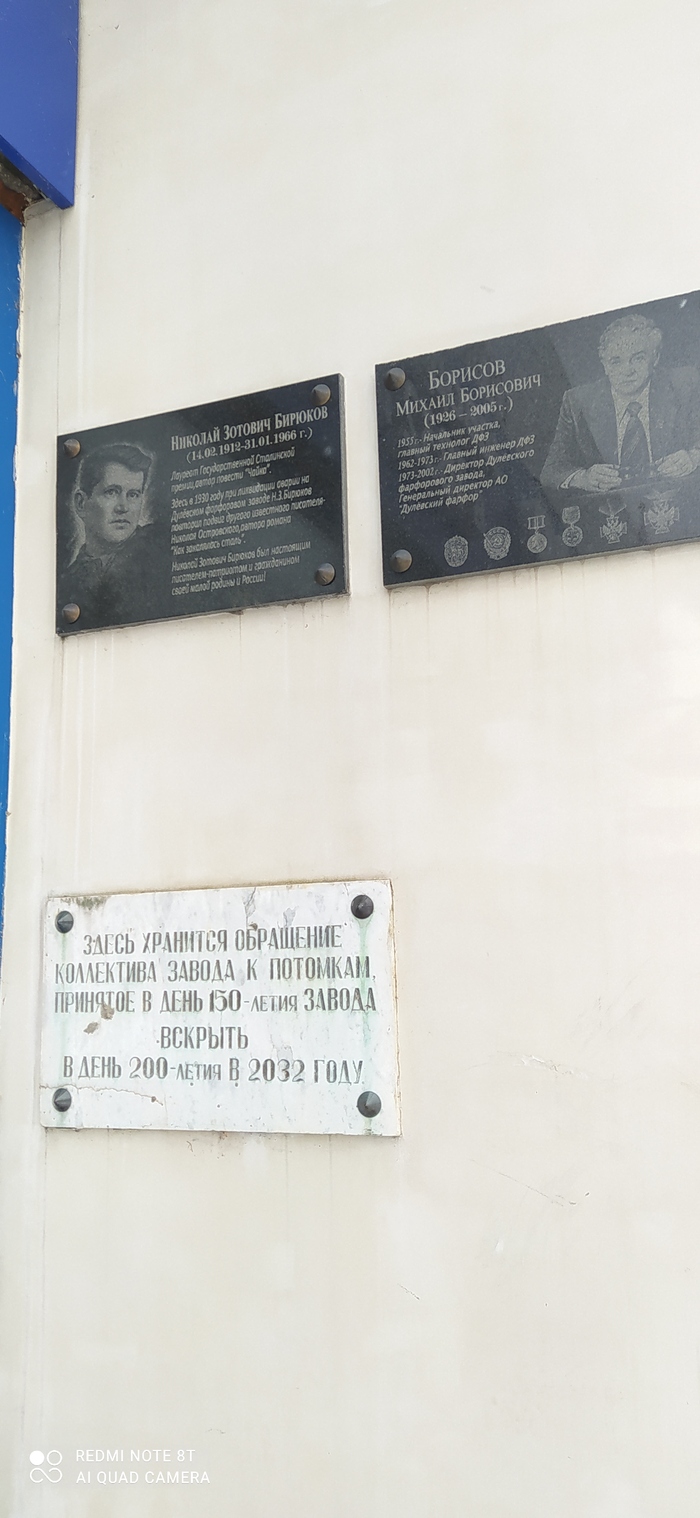 НИКОЛАЙ ЗОТОВИЧ БИРЮКОВ
(14.02.1912-31.01.1966 г.)
Лауреат Государственной Сталинской
премии, автор повести "Чайка".
Здесь в 1930 году при ликвидации аварии на
Дулёвском фарфоровом заводе Н.З.Бирюков
повторил подвиг другого известного писателя-
Николая Островского, автора романа
"Как закалялась сталь".
Николай Зотович Бирюков был настоящим
писателем-патриотом и гражданином
своей малой родины и России!
БОРИСОВ
МИХАИЛ БОРИСОВИЧ
(1926 – 2005 г.)
1955 г.- Начальник участка,
главный технолог ДФЗ
1962-1973 г.- Главный инженер ДФЗ
1973-2002 г.- Директор Дулёвского
фарфорового завода,
Генеральный директор АО
"Дулёвский фарфор"
ЗДЕСЬ ХРАНИТСЯ ОБРАЩЕНИЕ
КОЛЛЕКТИВА ЗАВОДА К ПОТОМКАМ,
ПРИНЯТОЕ В ДЕНЬ 150-ЛЕТИЯ ЗАВОДА
ВСКРЫТЬ
В ДЕНЬ 200-ЛЕТИЯ В 2032 ГОДУ
REDMI NOTE 8T
AI QUAD CAMERA